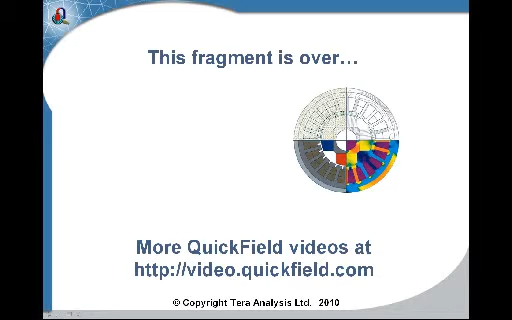 This fragment is over…
More QuickField videos at
http://video.quickfield.com
© Copyright Tera Analysis Ltd. 2010